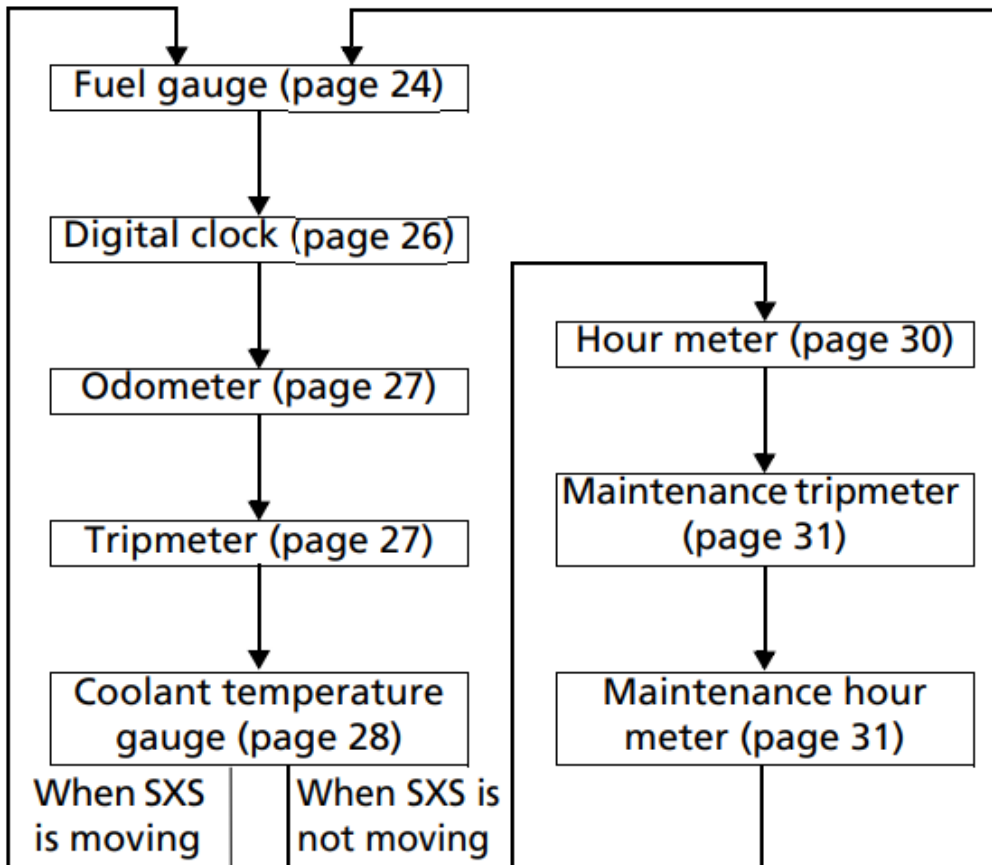 Fuel gauge (page 24)
Digital clock (page 26)
Odometer (page 27)
Tripmeter (page 27)
Coolant temperature
gauge (page 28)
When SXS
is moving
When SXS is
not moving
Hour meter (page 30)
Maintenance tripmeter
(page 31)
Maintenance hour
meter (page 31)